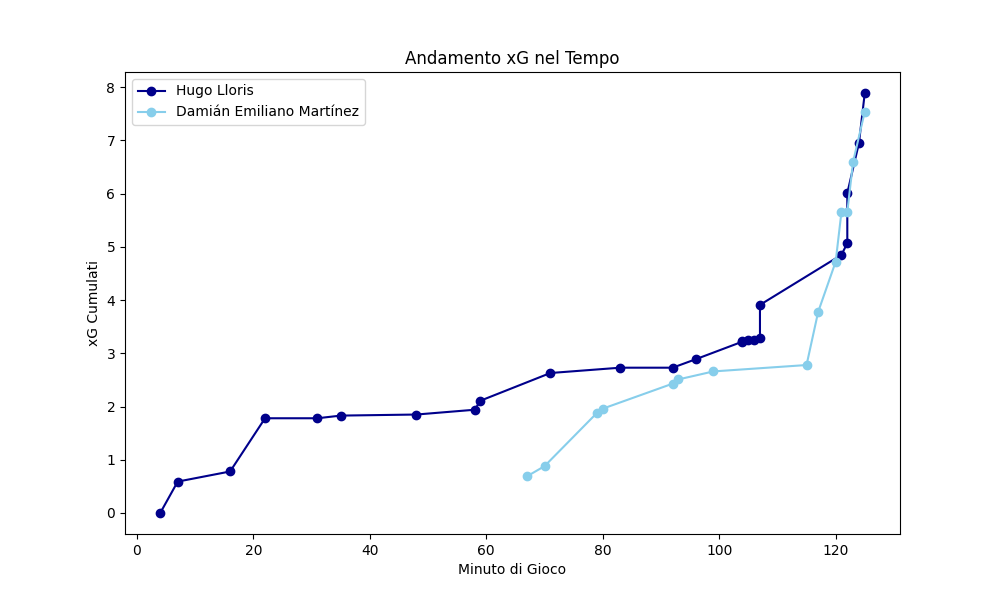 Andamento xG nel Tempo
Hugo Lloris
Damián Emiliano Martínez
xG Cumulati
8
7
6
5
4
3
2
1
0
0 20 40 60 80 100 120
Minuto di Gioco